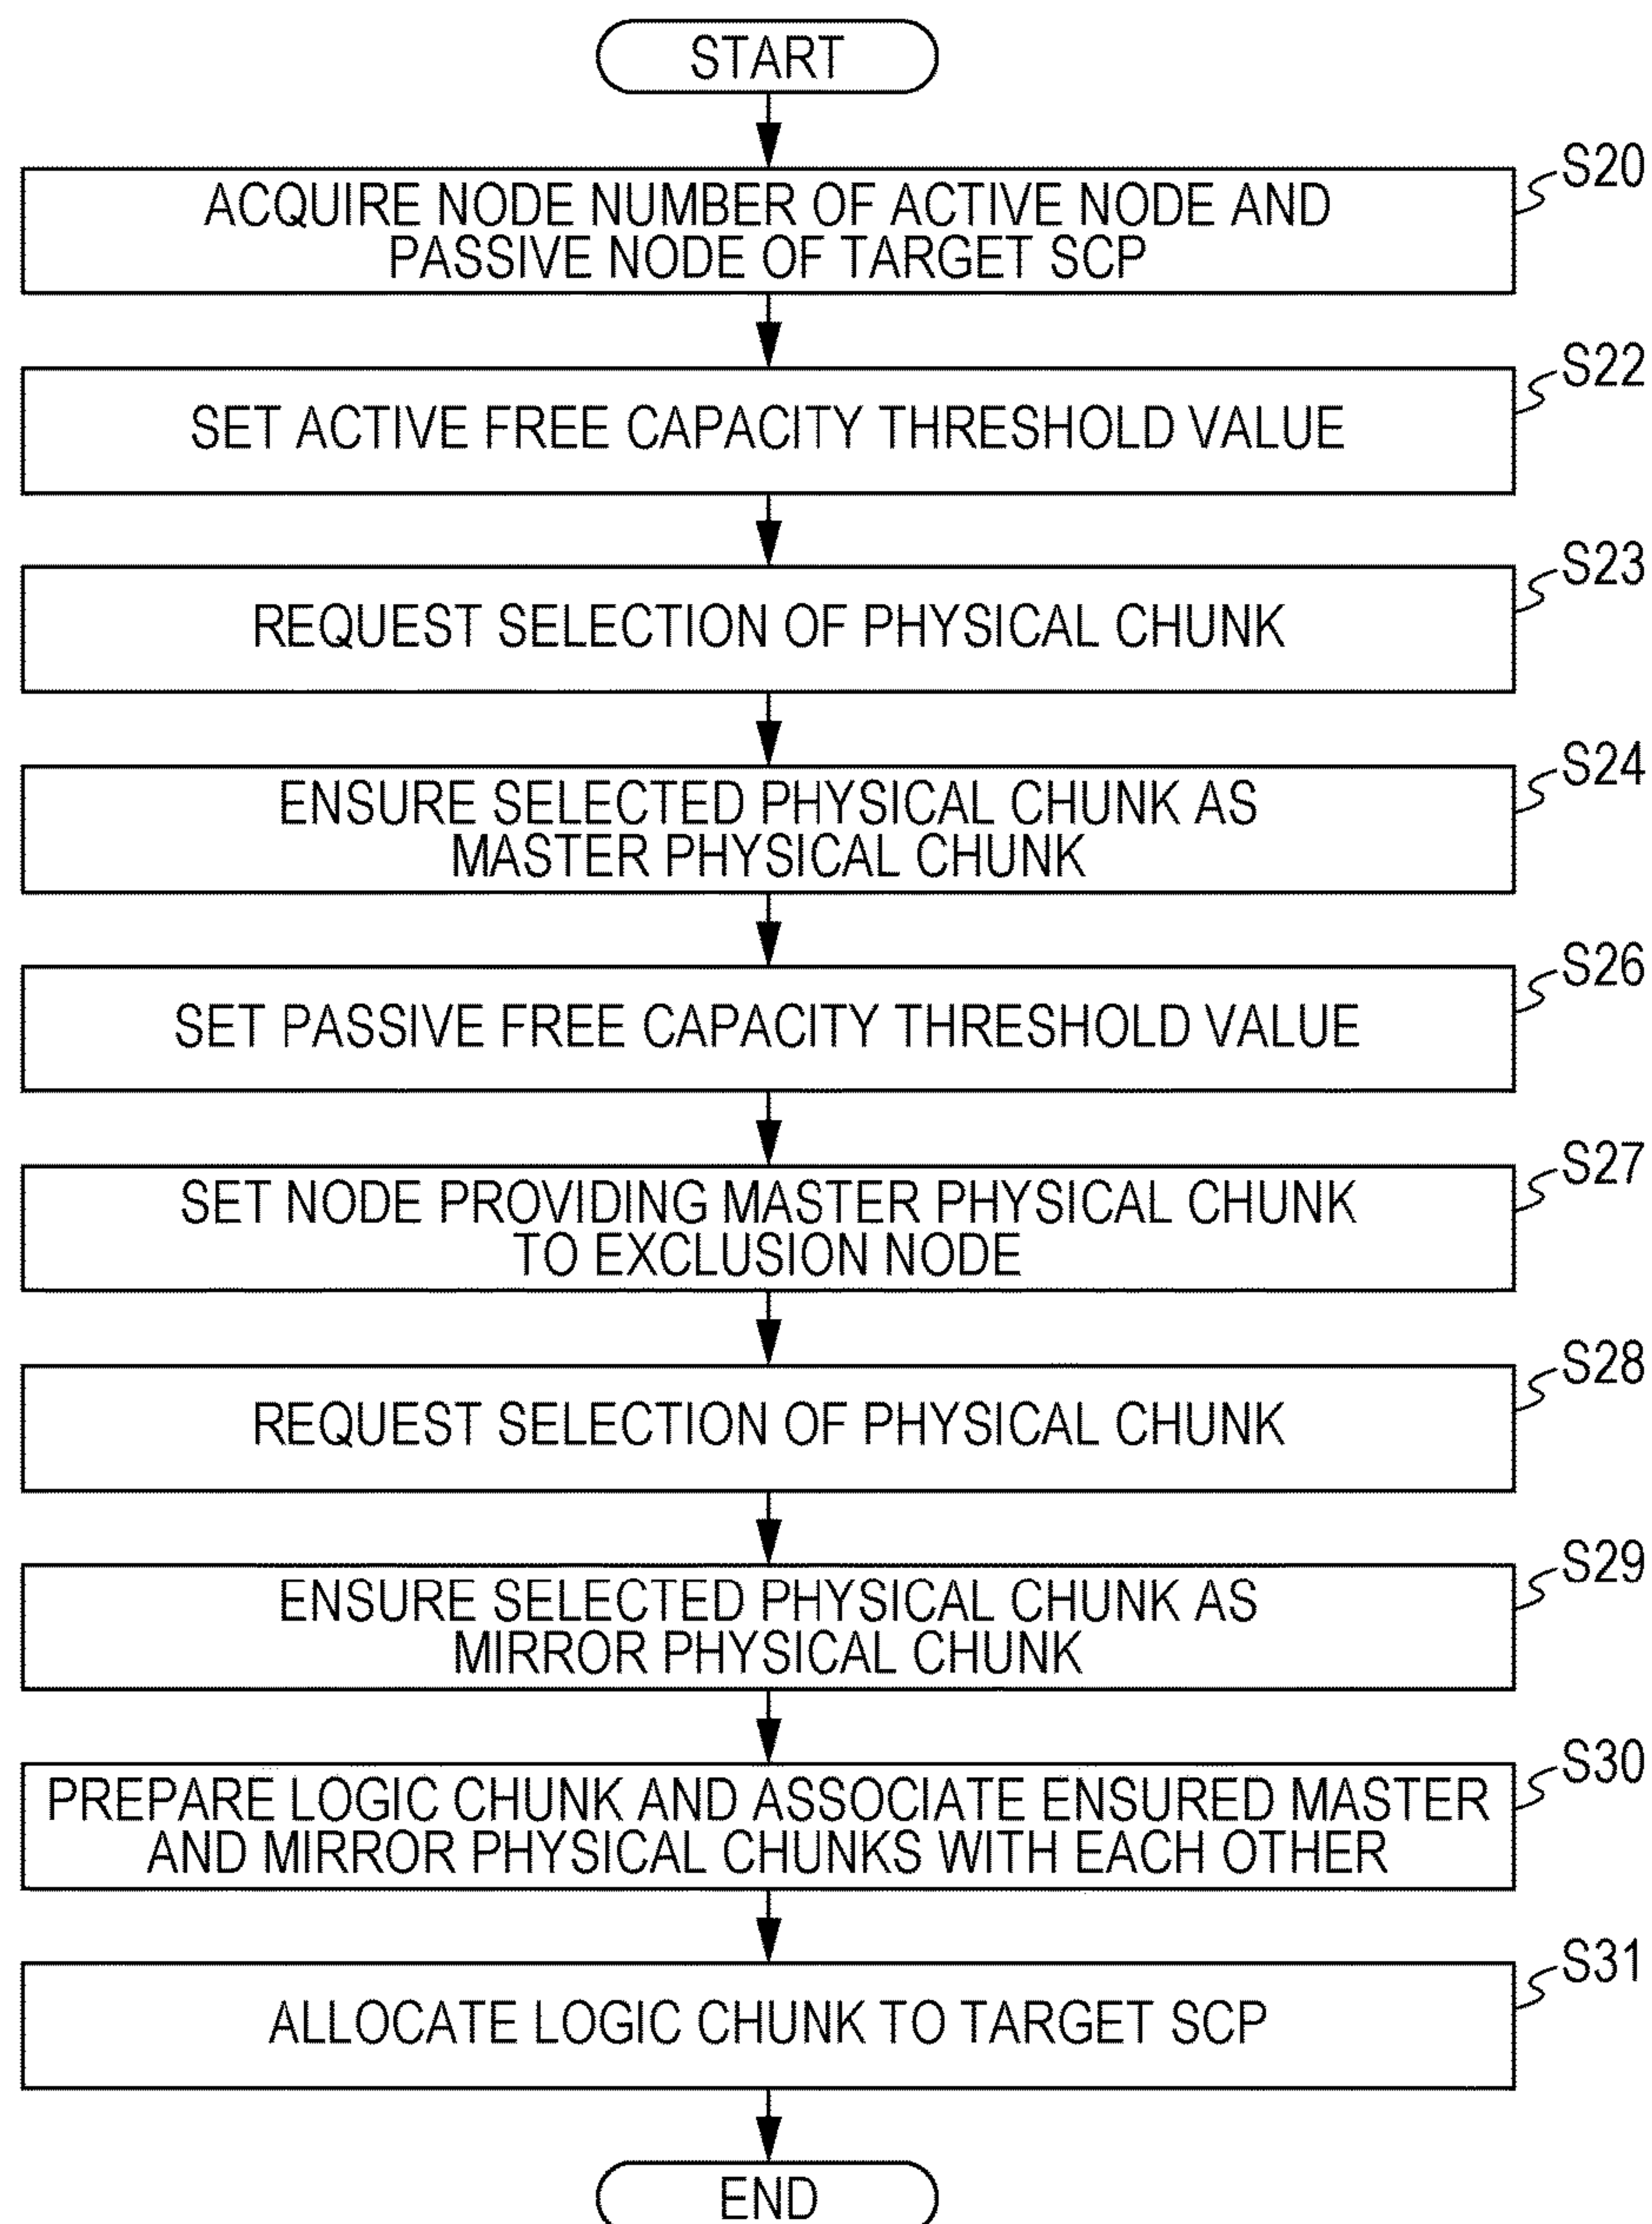 START
S20
ACQUIRE NODE NUMBER OF ACTIVE NODE AND
PASSIVE NODE OF TARGET SCP
S22
SET ACTIVE FREE CAPACITY THRESHOLD VALUE
S23
REQUEST SELECTION OF PHYSICAL CHUNK
S24
ENSURE SELECTED PHYSICAL CHUNK AS
MASTER PHYSICAL CHUNK
S26
SET PASSIVE FREE CAPACITY THRESHOLD VALUE
S27
SET NODE PROVIDING MASTER PHYSICAL CHUNK
TO EXCLUSION NODE
S28
REQUEST SELECTION OF PHYSICAL CHUNK
S29
ENSURE SELECTED PHYSICAL CHUNK AS
MIRROR PHYSICAL CHUNK
S30
PREPARE LOGIC CHUNK AND ASSOCIATE ENSURED MASTER
AND MIRROR PHYSICAL CHUNKS WITH EACH OTHER
S31
ALLOCATE LOGIC CHUNK TO TARGET SCP
END